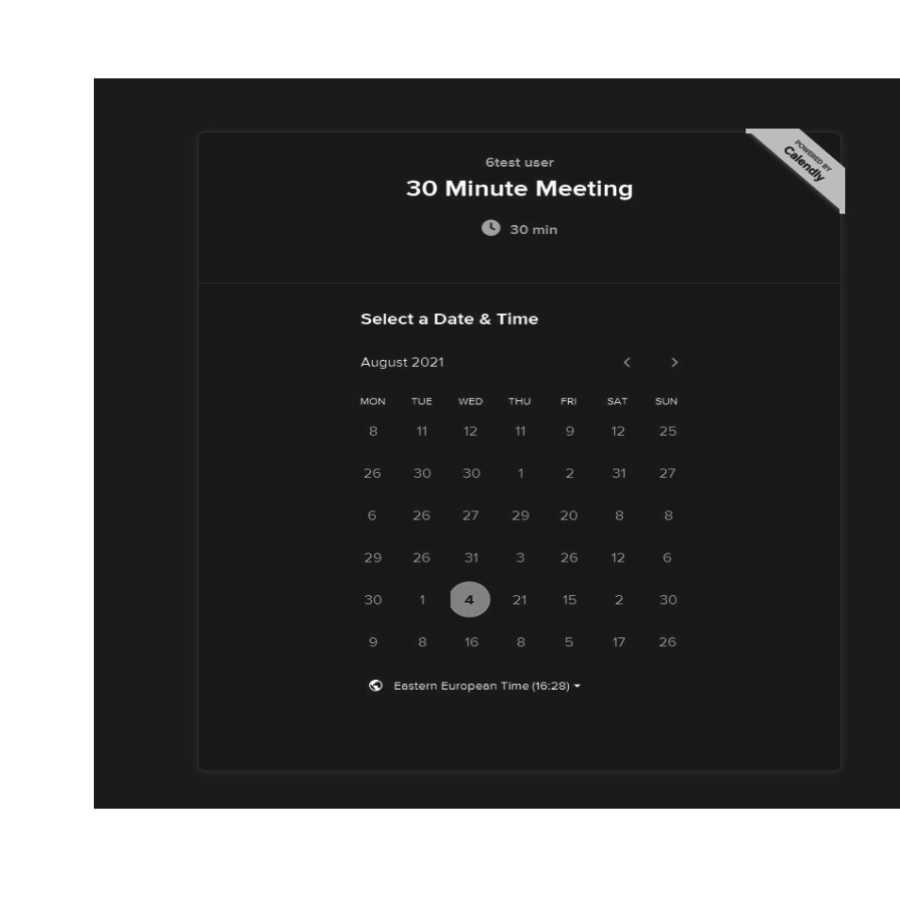 POWERED BY
Calendly
6test user
30 Minute Meeting
30 min
Select a Date & Time
August 2021
MON TUE WED THU FRI SAT SUN
8 11 12 11 9 12 25
26 30 30 1 2 31 27
6 26 27 29 20 8 8
29 26 31 3 26 12 6
30 1 4 21 15 2 30
9 8 16 8 5 17 26
Eastern European Time (16:28)